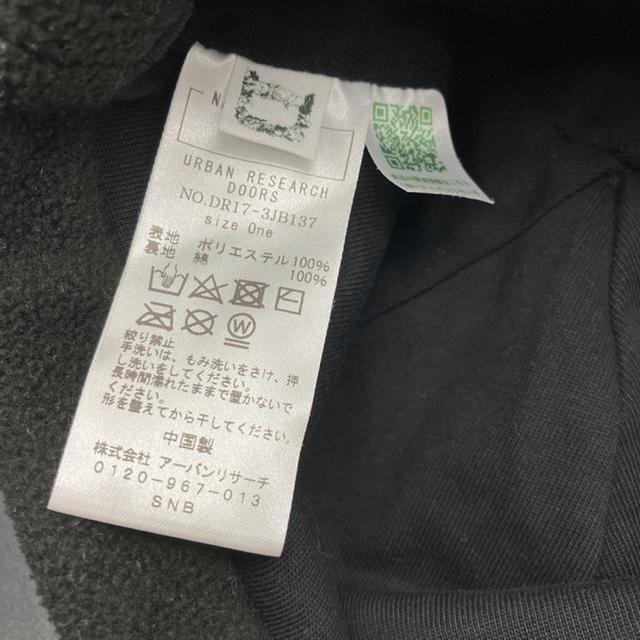 URBAN RESEARCH
DOORS
NO.DR17-3JB137
size One
表地 ポリエステル100%
裏地 綿 100%
絞り禁止
手洗いは、もみ洗いをさけ、押
し洗いをしてください。
長時間濡れたままで置かないで
形を整えてから干してください。
中国製
株式会社 アーバンリサーチ
0120-967-013
SNB